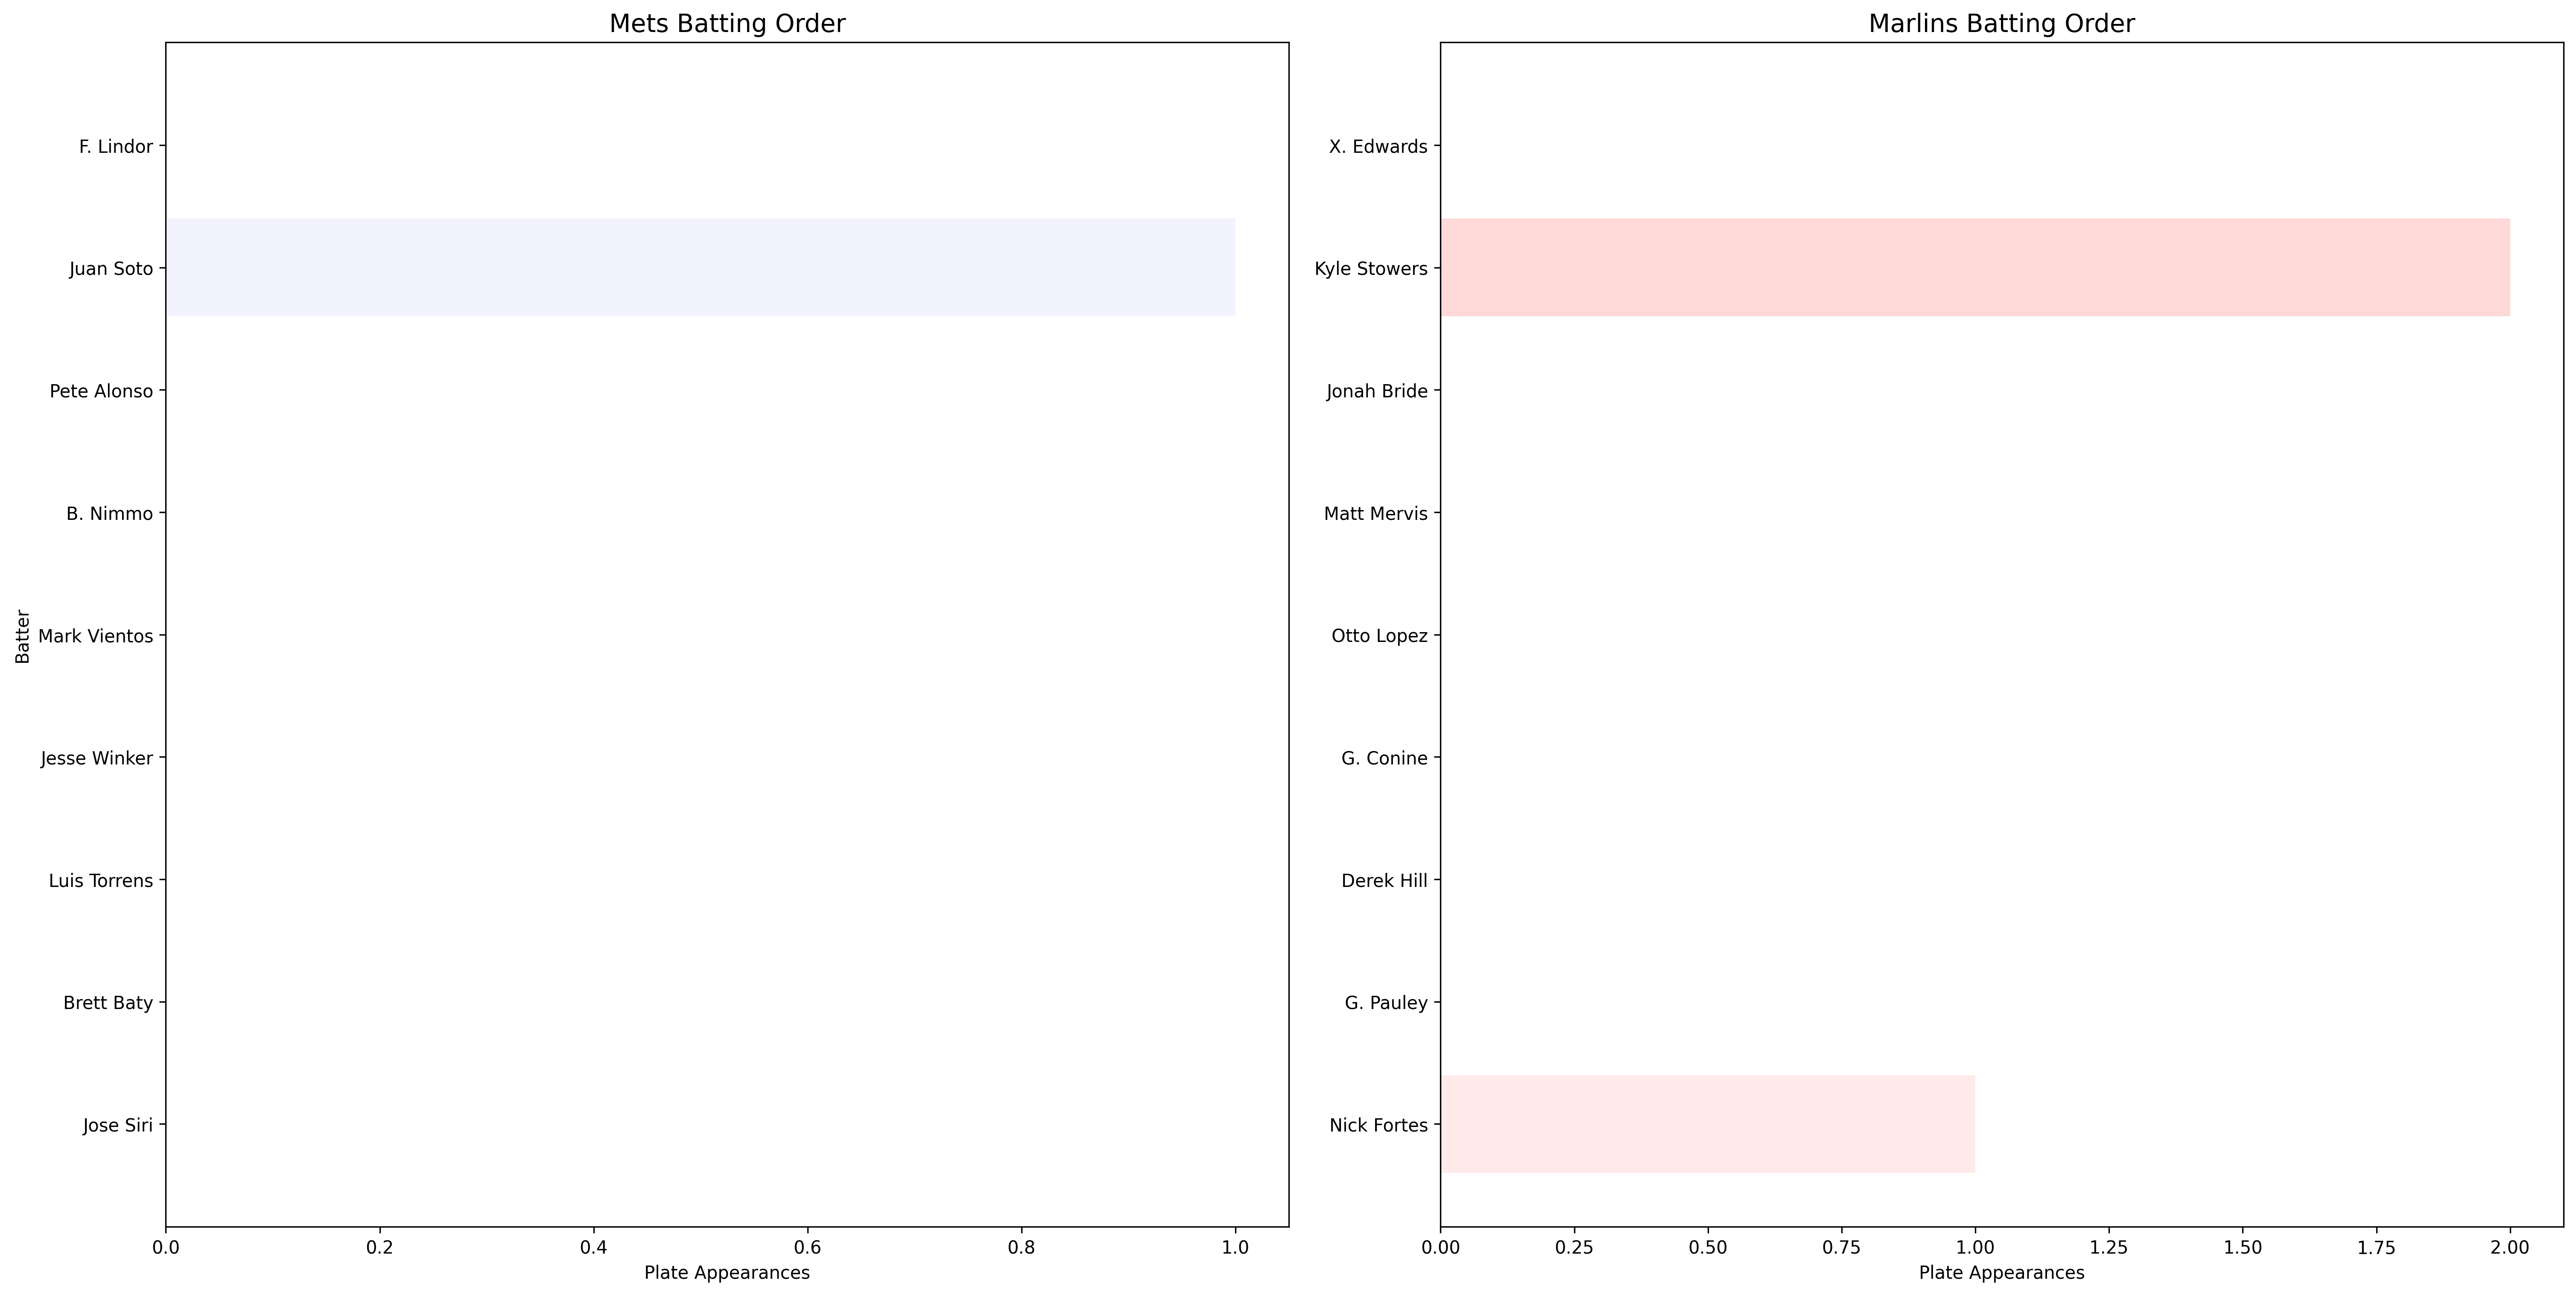 Mets Batting Order
Batter
F. Lindor
Juan Soto
Pete Alonso
B. Nimmo
Mark Vientos
Jesse Winker
Luis Torrens
Brett Baty
Jose Siri
0.0 0.2 0.4 0.6 0.8 1.0
Plate Appearances
Marlins Batting Order
X. Edwards
Kyle Stowers
Jonah Bride
Matt Mervis
Otto Lopez
G. Conine
Derek Hill
G. Pauley
Nick Fortes
0.00 0.25 0.50 0.75 1.00 1.25 1.50 1.75 2.00
Plate Appearances